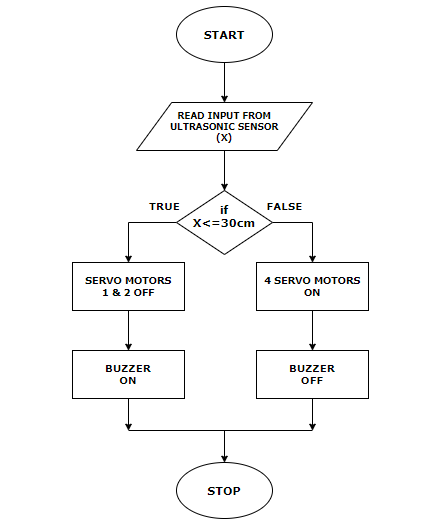 START
READ INPUT FROM
ULTRASONIC SENSOR
(X)
TRUE
if
X<=30cm
FALSE
SERVO MOTORS
1 & 2 OFF
4 SERVO MOTORS
ON
BUZZER
ON
BUZZER
OFF
STOP